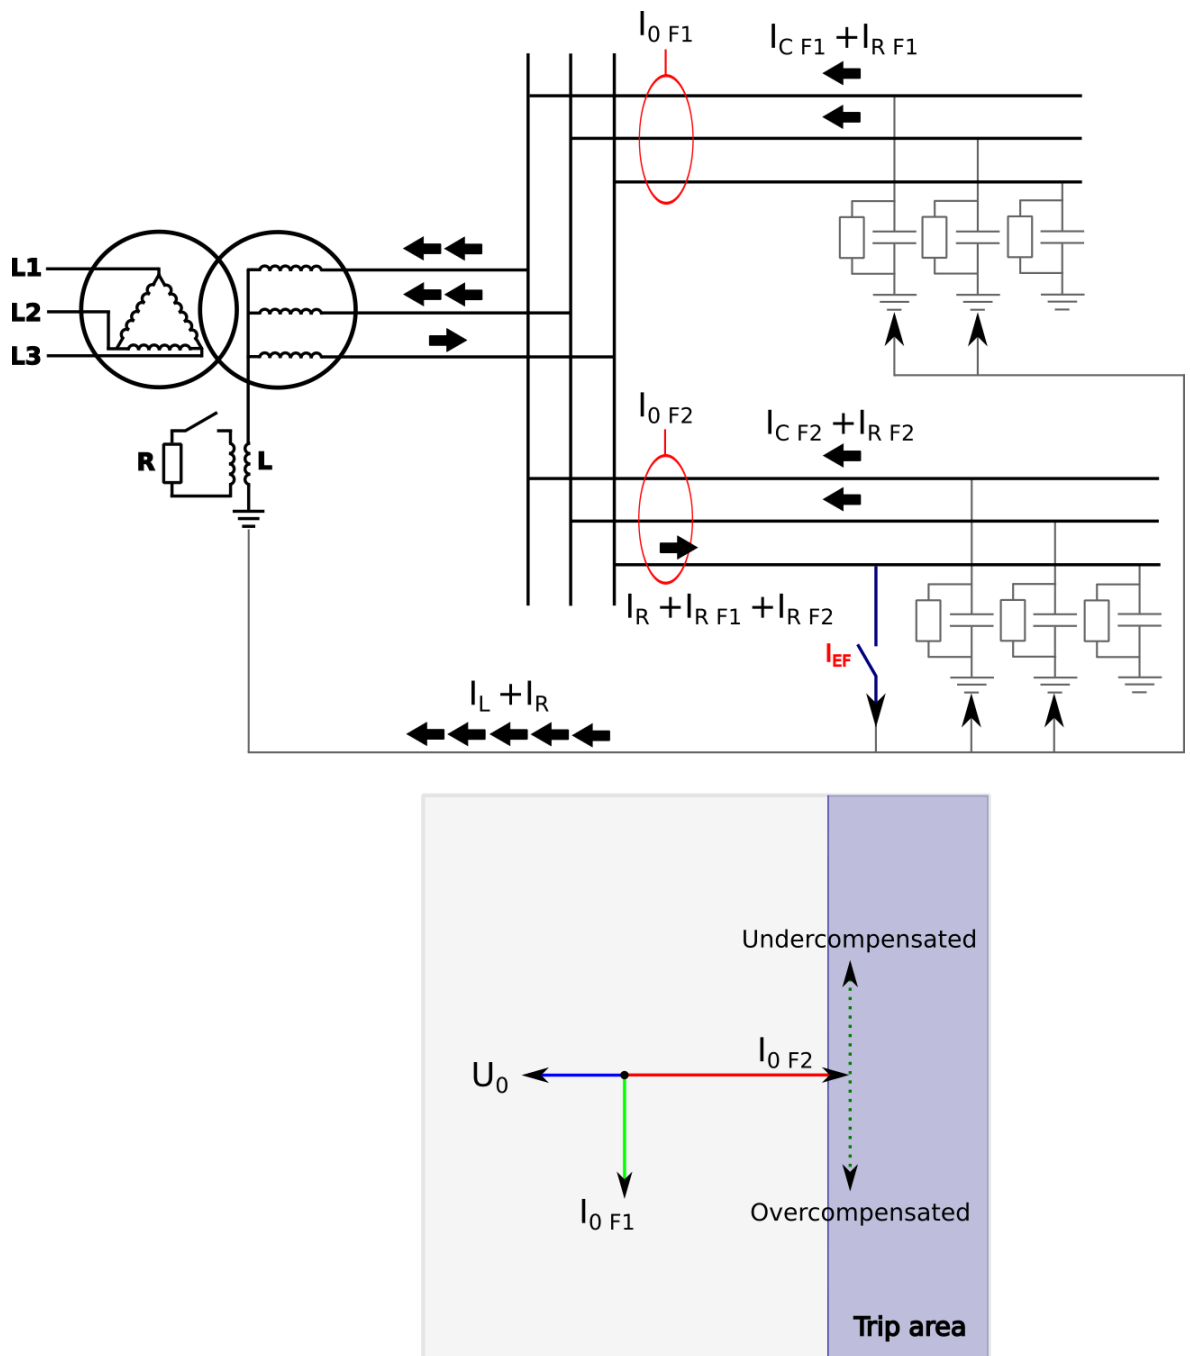 I0 F1
IC F1 +IR F1
L1
L2
L3
I0 F2
IC F2 +IR F2
R
L
IR +IR F1 +IR F2
IEF
IL +IR
Undercompensated
I0 F2
U0
I0 F1
Overcompensated
Trip area